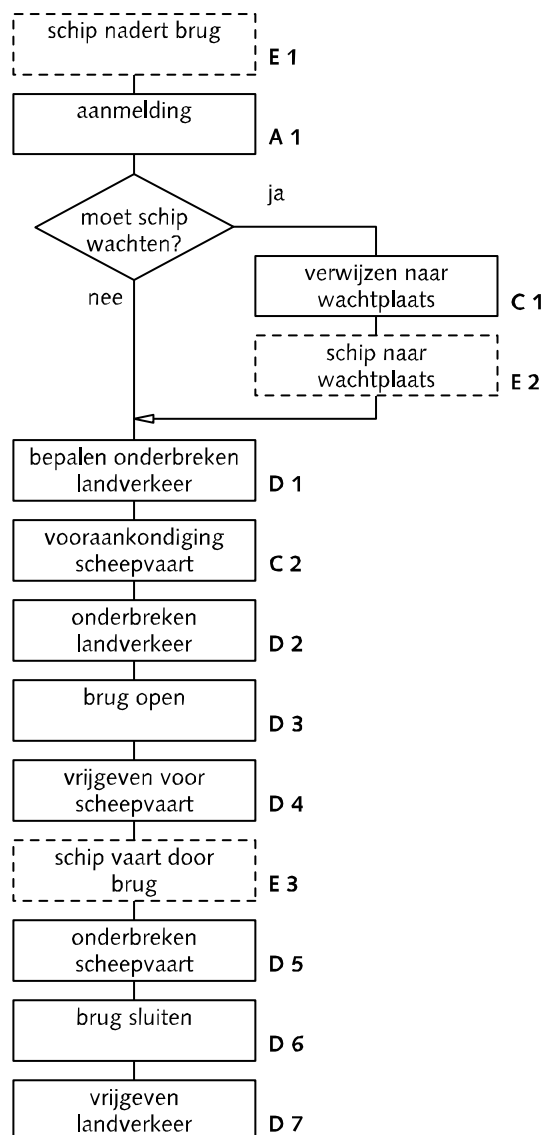 schip nadert brug
E 1
aanmelding
A 1
moet schip
wachten?
ja
nee
verwijzen naar
wachtplaats
C 1
schip naar
wachtplaats
E 2
bepalen onderbreken
landverkeer
D 1
vooraankondiging
scheepvaart
C 2
onderbreken
landverkeer
D 2
brug open
D 3
vrijgeven voor
scheepvaart
D 4
schip vaart door
brug
E 3
onderbreken
scheepvaart
D 5
brug sluiten
D 6
vrijgeven
landverkeer
D 7